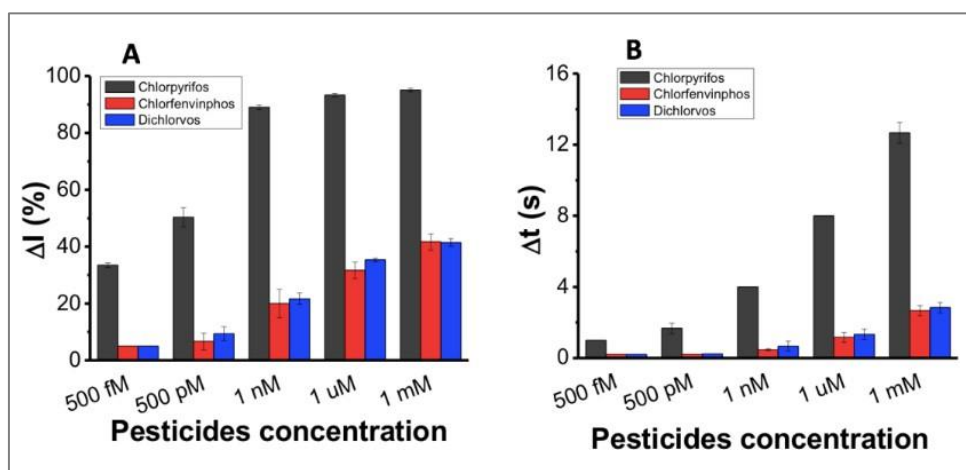 A
Chlorpyrifos
Chlorfenvinphos
Dichlorvos
ΔI (%)
100
80
60
40
20
0
500 fM
500 pM
1 nM
1 uM
1 mM
Pesticides concentration
B
Chlorpyrifos
Chlorfenvinphos
Dichlorvos
Δt (s)
16
12
8
4
0
500 fM
500 pM
1 nM
1 uM
1 mM
Pesticides concentration